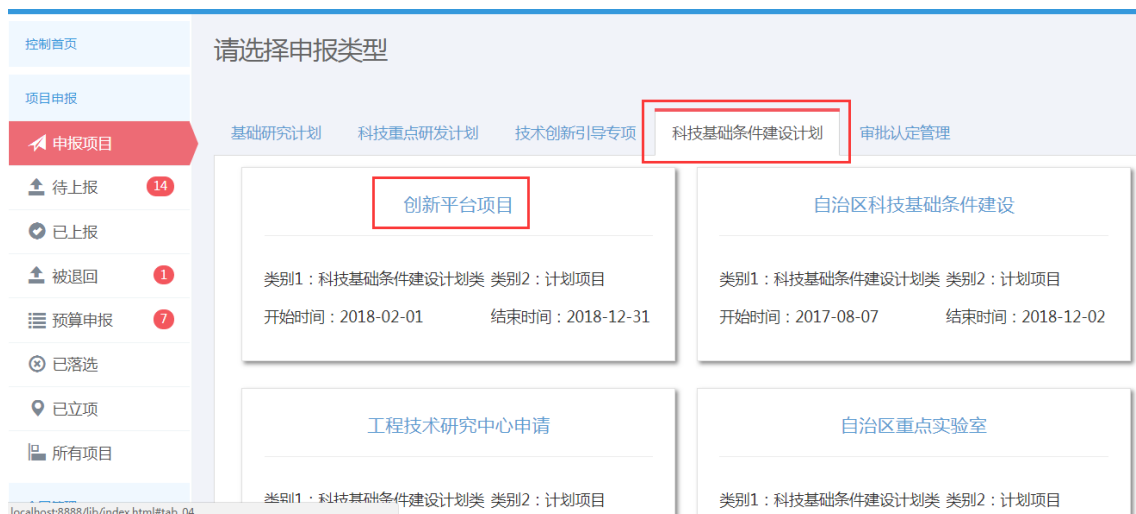 控制首页
项目申报
申报项目
待上报 14
已上报
被退回 1
预算申报 7
已落选
已立项
所有项目
请选择申报类型
基础研究计划 科技重点研发计划 技术创新引导专项 科技基础条件建设计划 审批认定管理
创新平台项目
类别1：科技基础条件建设计划类 类别2：计划项目
开始时间：2018-02-01 结束时间：2018-12-31
自治区科技基础条件建设
类别1：科技基础条件建设计划类 类别2：计划项目
开始时间：2017-08-07 结束时间：2018-12-02
工程技术研究中心申请
类别1：科技基础条件建设计划类 类别2：计划项目
自治区重点实验室
类别1：科技基础条件建设计划类 类别2：计划项目
localhost:8888/lib/index.html#tab_04